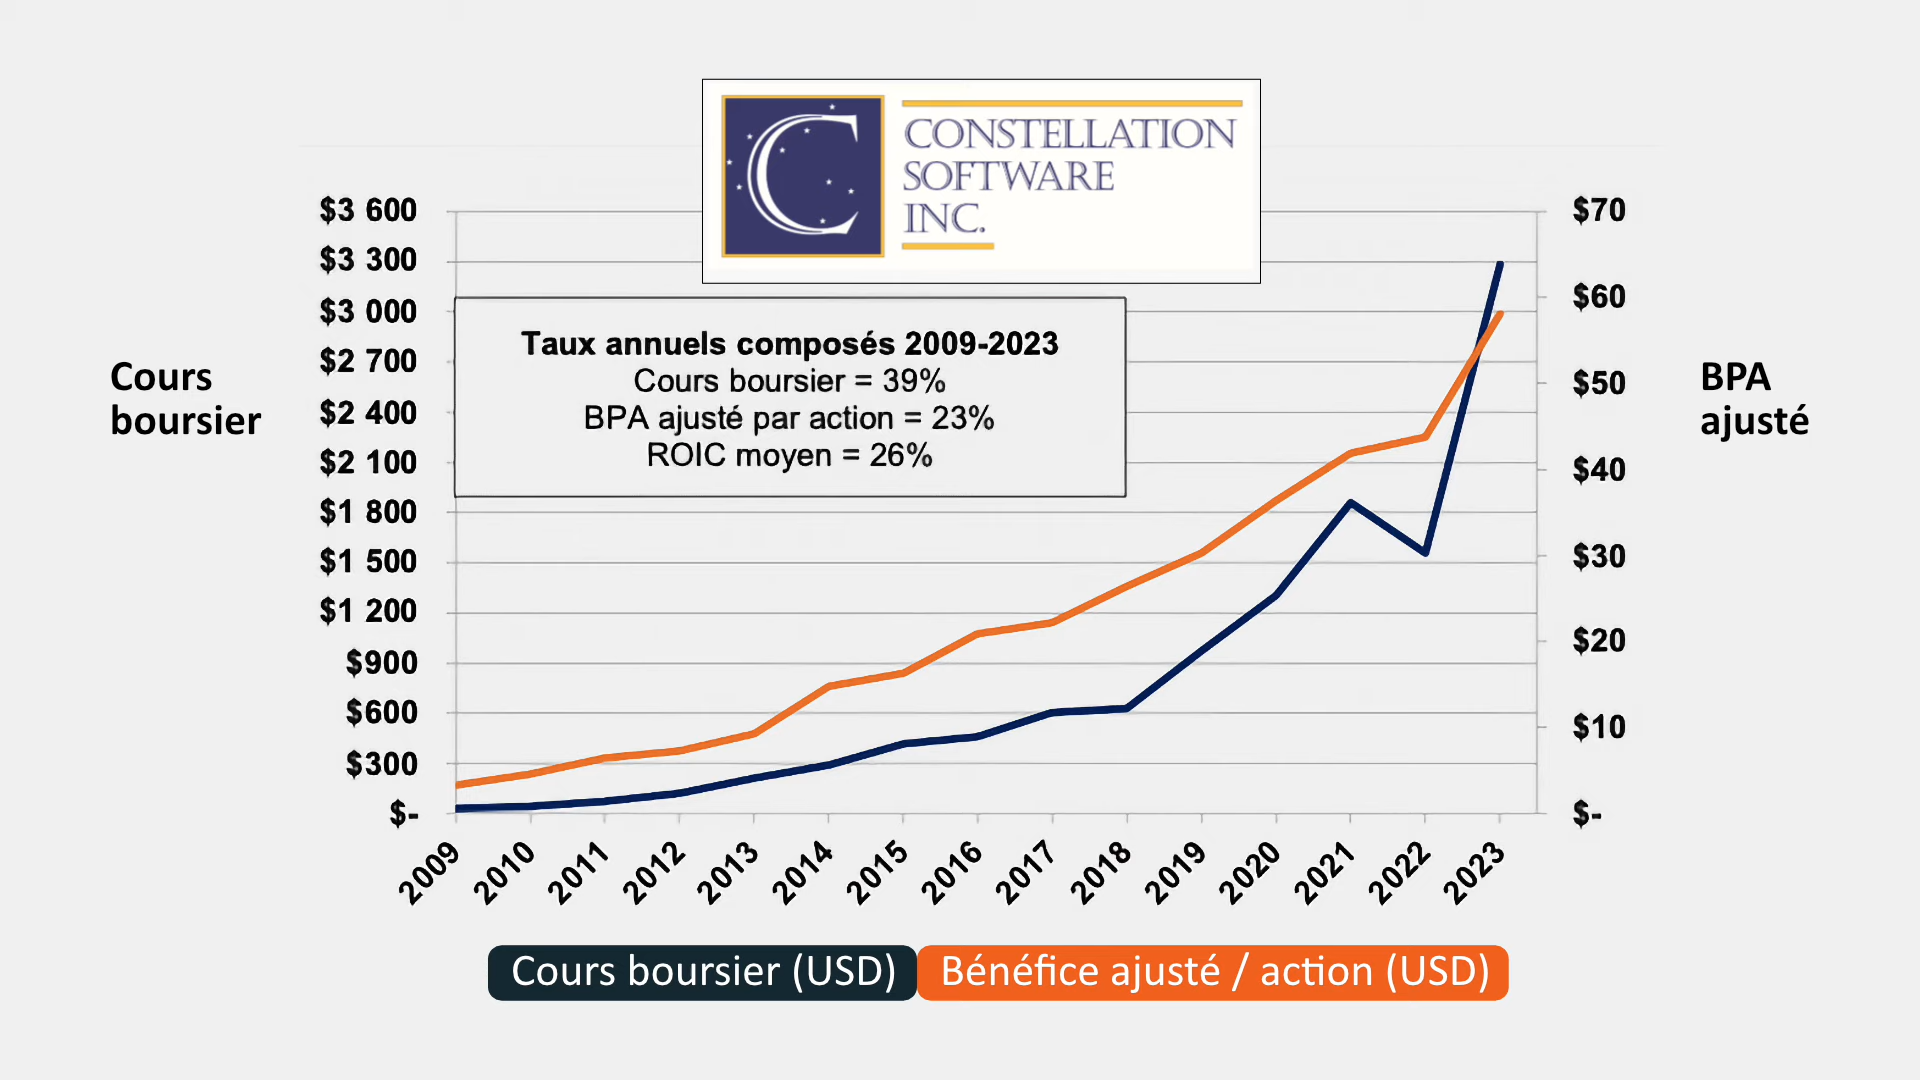 CONSTELLATION
SOFTWARE
INC.
Taux annuels composés 2009-2023
Cours boursier = 39%
BPA ajusté par action = 23%
ROIC moyen = 26%
Cours
boursier
$3 600
$3 300
$3 000
$2 700
$2 400
$2 100
$1 800
$1 500
$1 200
$900
$600
$300
$-
BPA
ajusté
$70
$60
$50
$40
$30
$20
$10
$-
2009
2010
2011
2012
2013
2014
2015
2016
2017
2018
2019
2020
2021
2022
2023
Cours boursier (USD)
Bénéfice ajusté / action (USD)